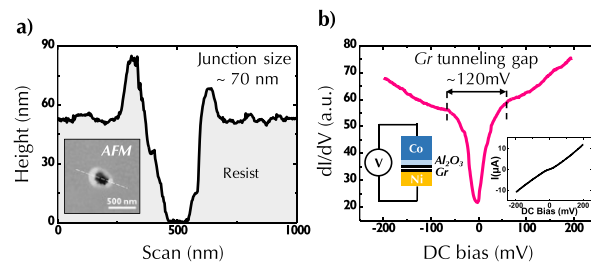 a)
90
60
30
0
0
250
500
750
1000
Height (nm)
Scan (nm)
Junction size
~ 70 nm
Resist
AFM
500 nm
b)
80
70
60
50
40
30
20
-200
-100
0
100
200
dI/dV (a.u.)
DC bias (mV)
Gr tunneling gap
~120mV
V
Co
Al2O3
Gr
Ni
I(μA)
10
0
-10
-200
0
200
DC Bias (mV)